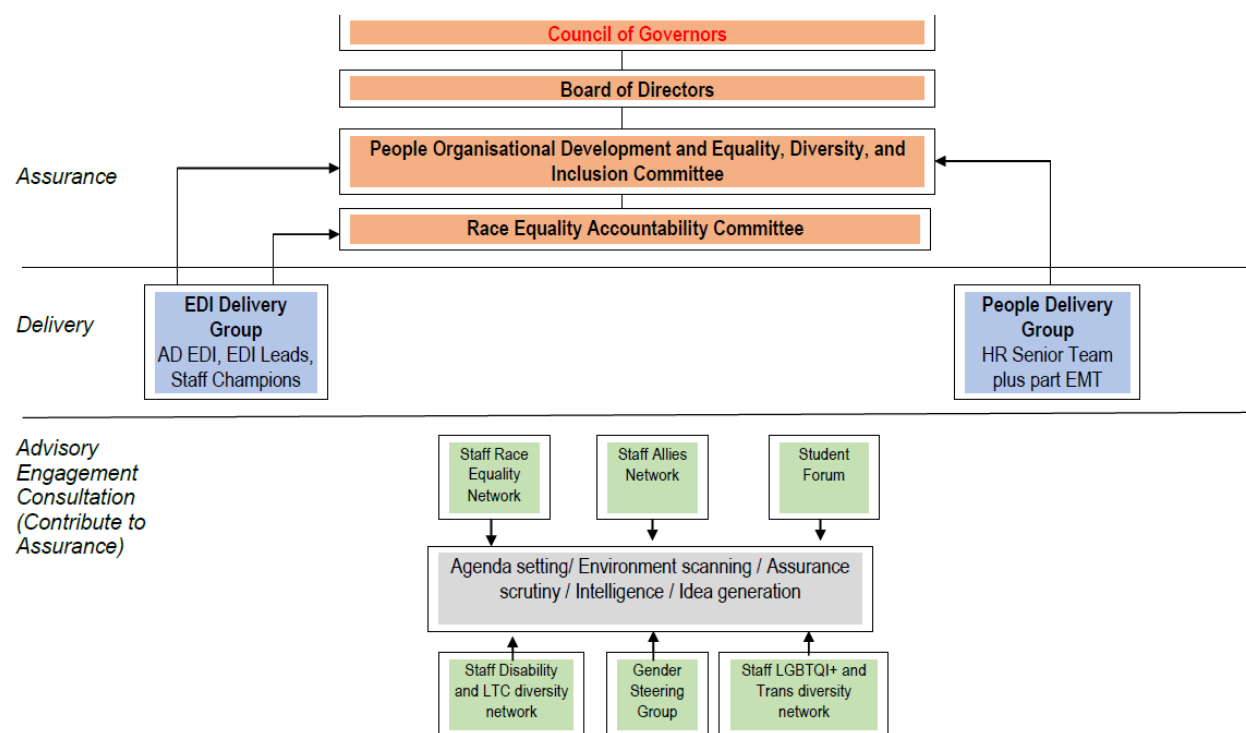 Council of Governors
Board of Directors
People Organisational Development and Equality, Diversity, and
Inclusion Committee
Assurance
Race Equality Accountability Committee
Delivery
EDI Delivery
Group
AD EDI, EDI Leads,
Staff Champions
People Delivery
Group
HR Senior Team
plus part EMT
Advisory
Engagement
Consultation
(Contribute to
Assurance)
Staff Race
Equality
Network
Staff Allies
Network
Student
Forum
Agenda setting/ Environment scanning / Assurance
scrutiny / Intelligence / Idea generation
Staff Disability
and LTC diversity
network
Gender
Steering
Group
Staff LGBTQI+ and
Trans diversity
network